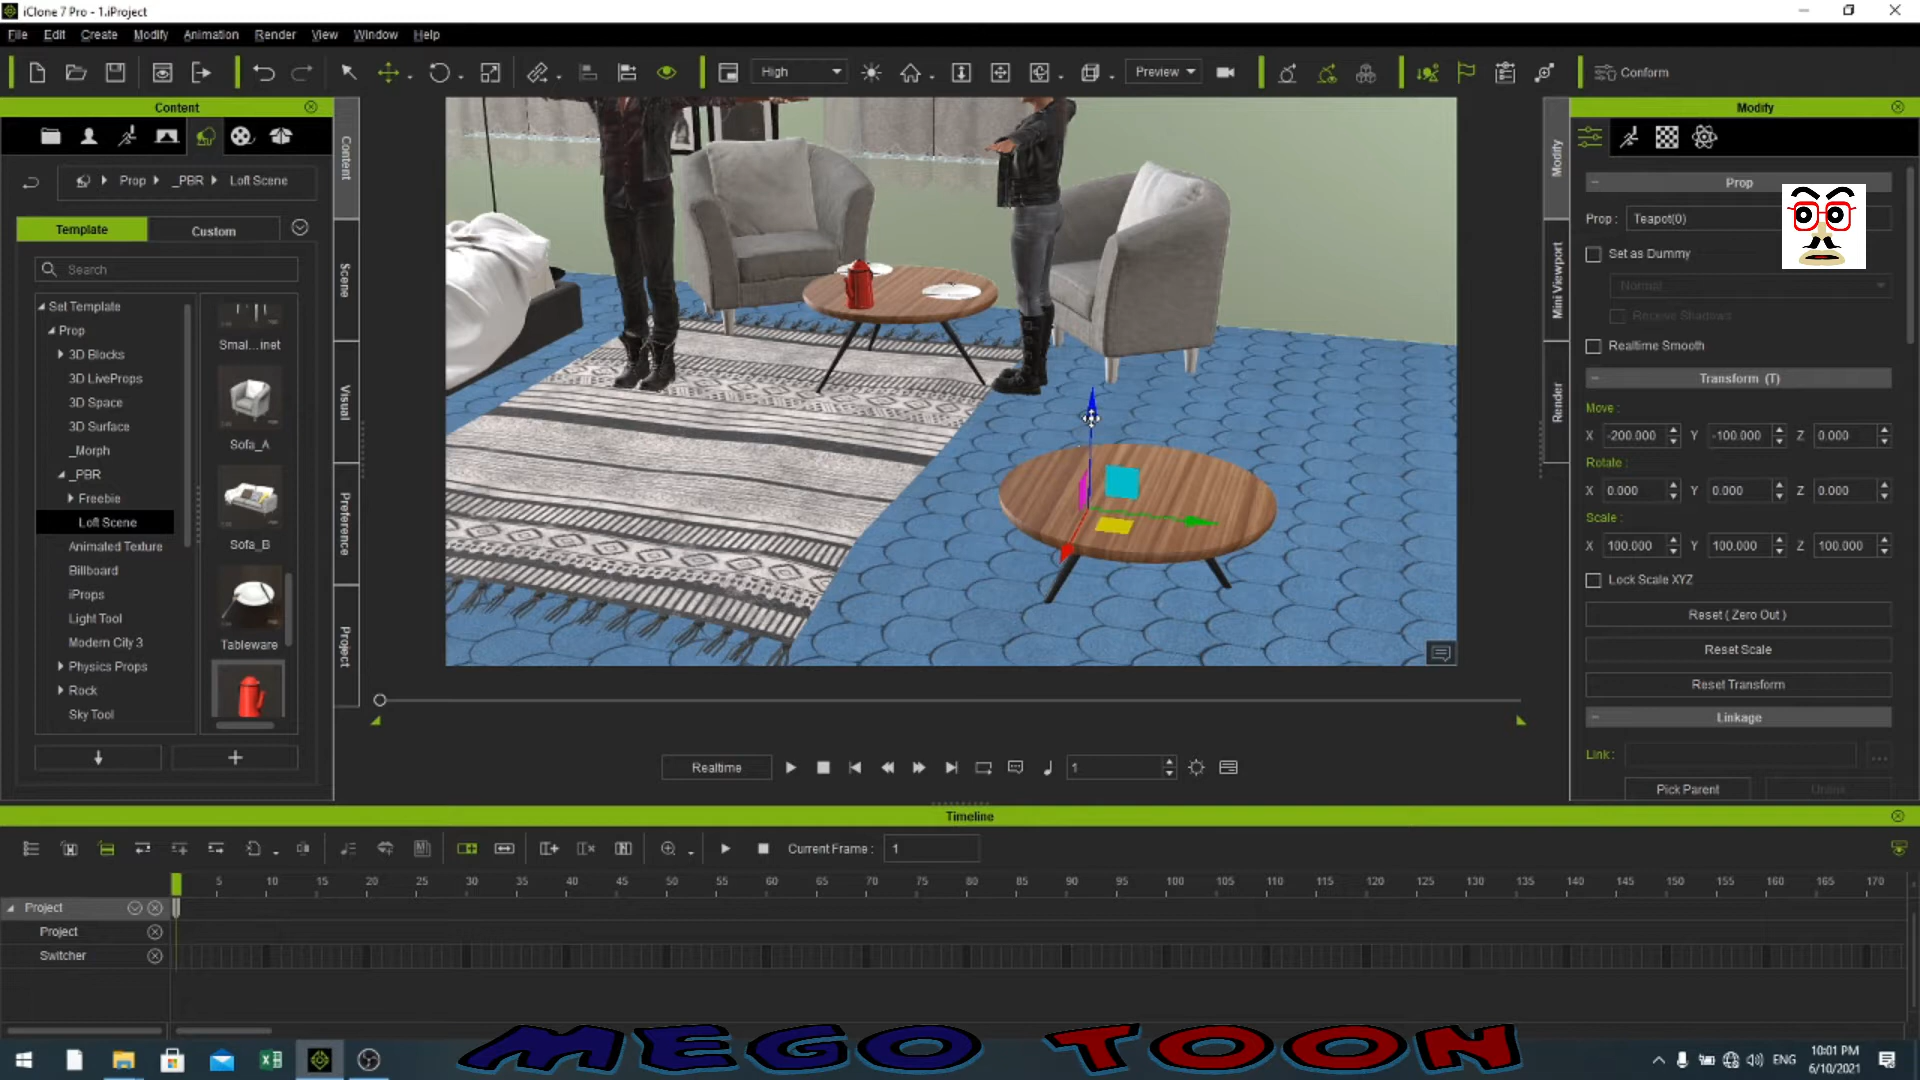 iClone 7 Pro - 1.iProject
File Edit Create Modify Animation Render View Window Help
High Preview Conform
Content
Prop _PBR Loft Scene
Template Custom
Search
Set Template
Prop
3D Blocks
3D LiveProps
3D Space
3D Surface
_Morph
_PBR
Freebie
Loft Scene
Animated Texture
Billboard
iProps
Light Tool
Modern City 3
Physics Props
Rock
Sky Tool
Smal...inet
Sofa_A
Sofa_B
Tableware
Content
Scene
Visual
Preference
Project
Modify
Mini Viewport
Render
Modify
Prop
Prop : Teapot(0)
Set as Dummy
Normal
Receive Shadows
Realtime Smooth
Transform (T)
Move :
X -200.000 Y -100.000 Z 0.000
Rotate :
X 0.000 Y 0.000 Z 0.000
Scale :
X 100.000 Y 100.000 Z 100.000
Lock Scale XYZ
Reset ( Zero Out )
Reset Scale
Reset Transform
Linkage
Link :
Pick Parent Unlink
Realtime 1
Timeline
Current Frame : 1
5 10 15 20 25 30 35 40 45 50 55 60 65 70 75 80 85 90 95 100 105 110 115 120 125 130 135 140 145 150 155 160 165 170
Project
Project
Switcher
MEGO TOON
ENG
10:01 PM
6/10/2021